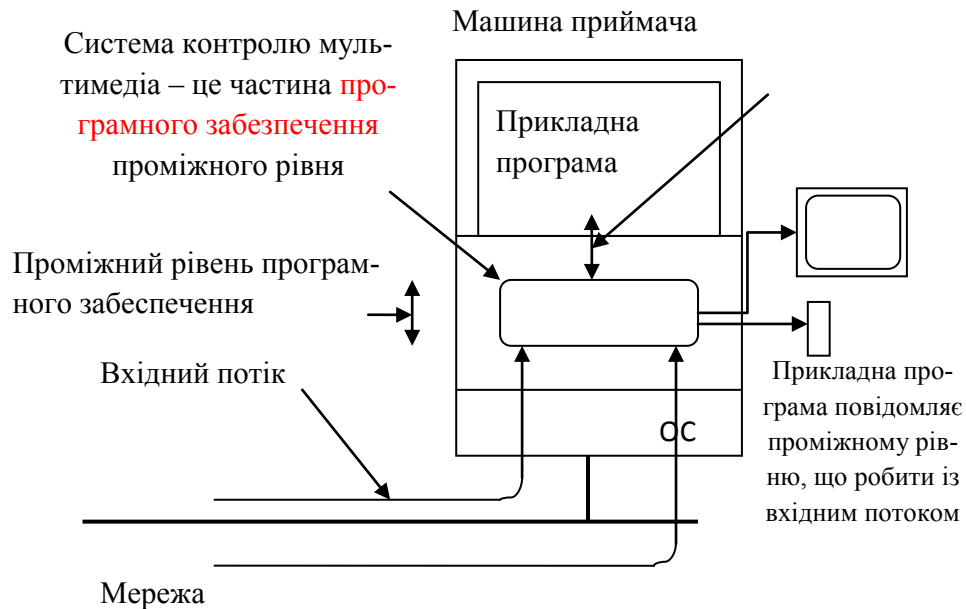 Машина приймача
Система контролю муль-
тимедіа – це частина про-
грамного забезпечення
проміжного рівня
Прикладна
програма
Проміжний рівень програм-
ного забеспечення
Вхідний потік
Прикладна про-
грама повідомляє
проміжному рів-
ню, що робити із
вхідним потоком
ОС
Мережа